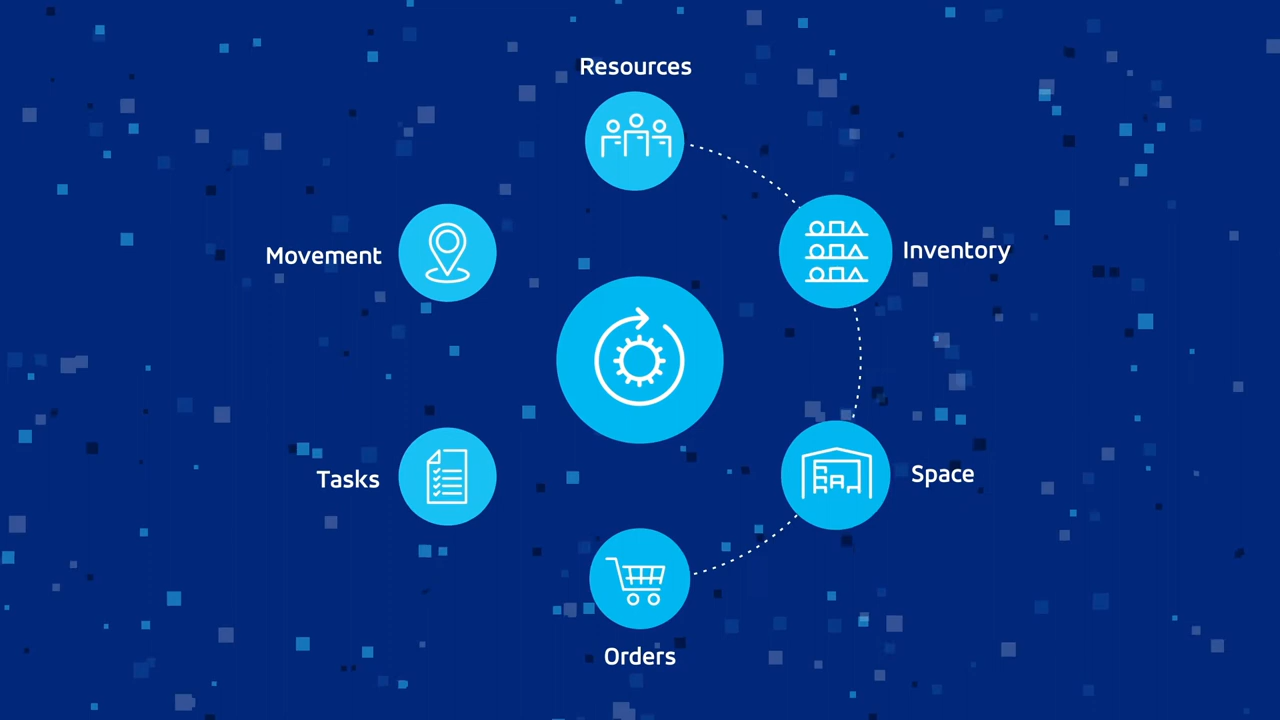 Resources
Movement
Inventory
Tasks
Space
Orders